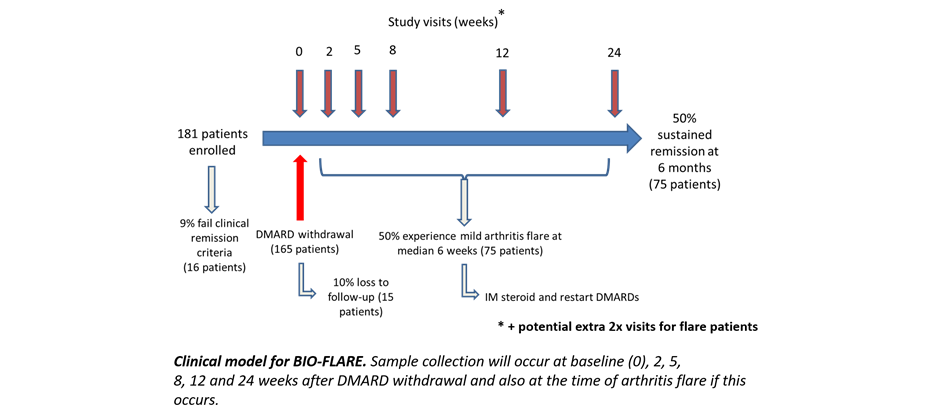 Study visits (weeks)*
0 2 5 8 12 24
181 patients
enrolled
50%
sustained
remission at
6 months
(75 patients)
9% fail clinical
remission
criteria
(16 patients)
DMARD withdrawal
(165 patients)
50% experience mild arthritis flare at
median 6 weeks (75 patients)
10% loss to
follow-up (15
patients)
IM steroid and restart DMARDs
* + potential extra 2x visits for flare patients
Clinical model for BIO-FLARE. Sample collection will occur at baseline (0), 2, 5,
8, 12 and 24 weeks after DMARD withdrawal and also at the time of arthritis flare if this
occurs.